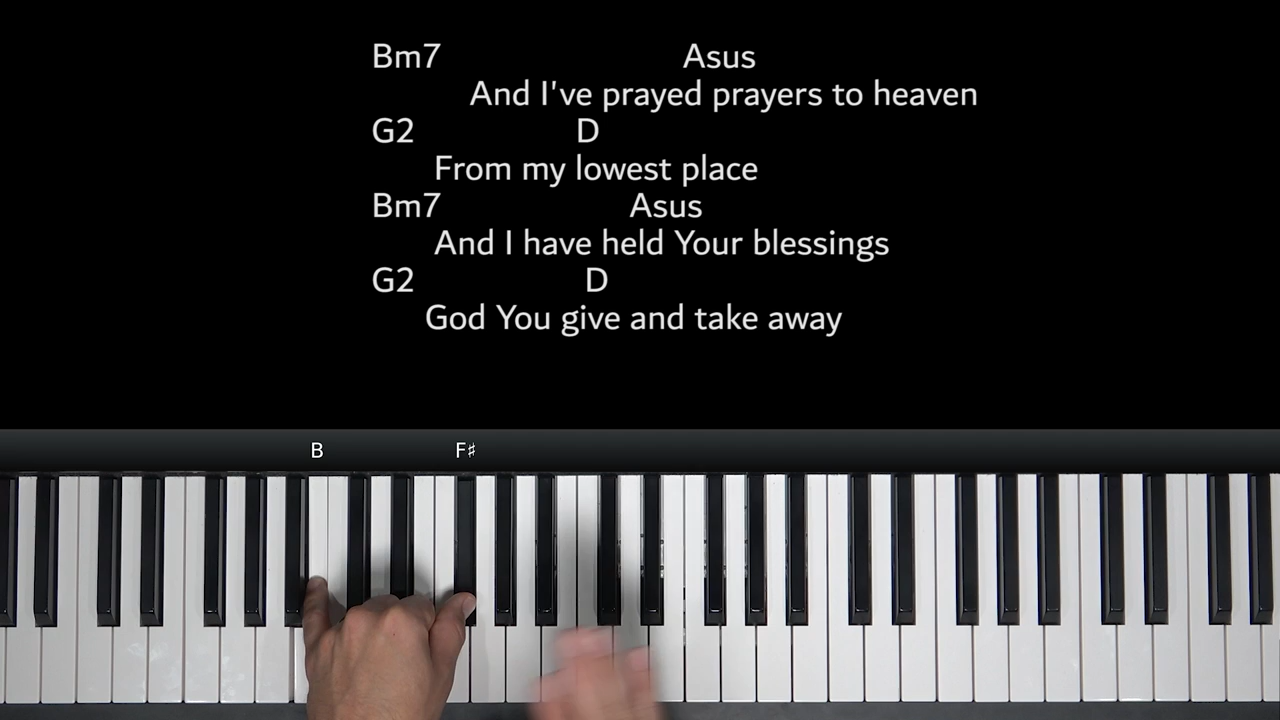 Bm7 Asus
And I've prayed prayers to heaven
G2 D
From my lowest place
Bm7 Asus
And I have held Your blessings
G2 D
God You give and take away
B F♯